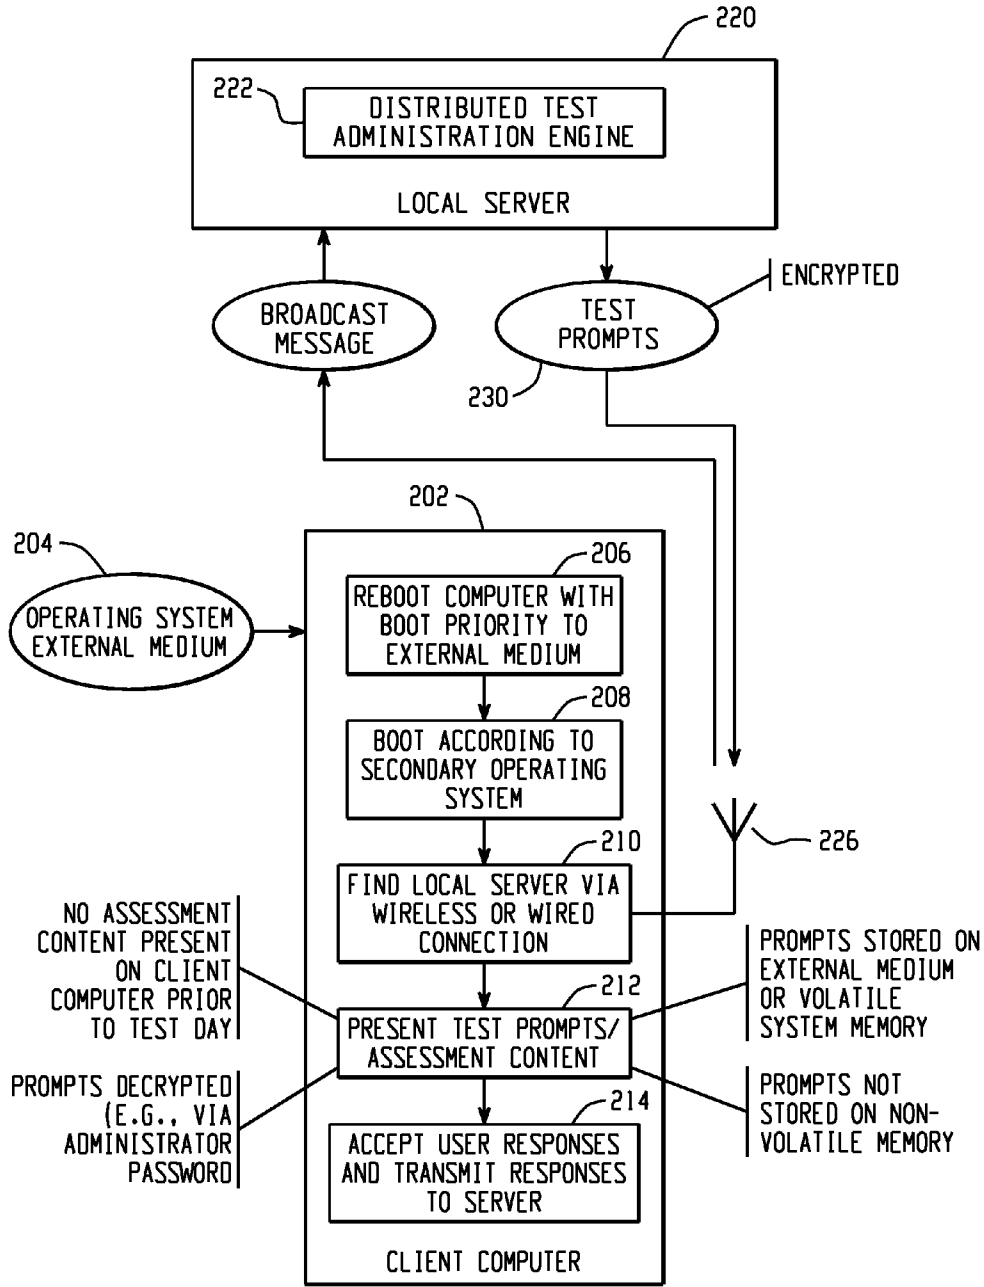 220
222
DISTRIBUTED TEST
ADMINISTRATION ENGINE
LOCAL SERVER
BROADCAST
MESSAGE
TEST
PROMPTS
ENCRYPTED
230
202
204
OPERATING SYSTEM
EXTERNAL MEDIUM
206
REBOOT COMPUTER WITH
BOOT PRIORITY TO
EXTERNAL MEDIUM
208
BOOT ACCORDING TO
SECONDARY OPERATING
SYSTEM
226
210
FIND LOCAL SERVER VIA
WIRELESS OR WIRED
CONNECTION
NO ASSESSMENT
CONTENT PRESENT
ON CLIENT
COMPUTER PRIOR
TO TEST DAY
PROMPTS STORED ON
EXTERNAL MEDIUM
OR VOLATILE
SYSTEM MEMORY
212
PRESENT TEST PROMPTS/
ASSESSMENT CONTENT
PROMPTS DECRYPTED
(E.G., VIA
ADMINISTRATOR
PASSWORD
PROMPTS NOT
STORED ON NON-
VOLATILE MEMORY
214
ACCEPT USER RESPONSES
AND TRANSMIT RESPONSES
TO SERVER
CLIENT COMPUTER